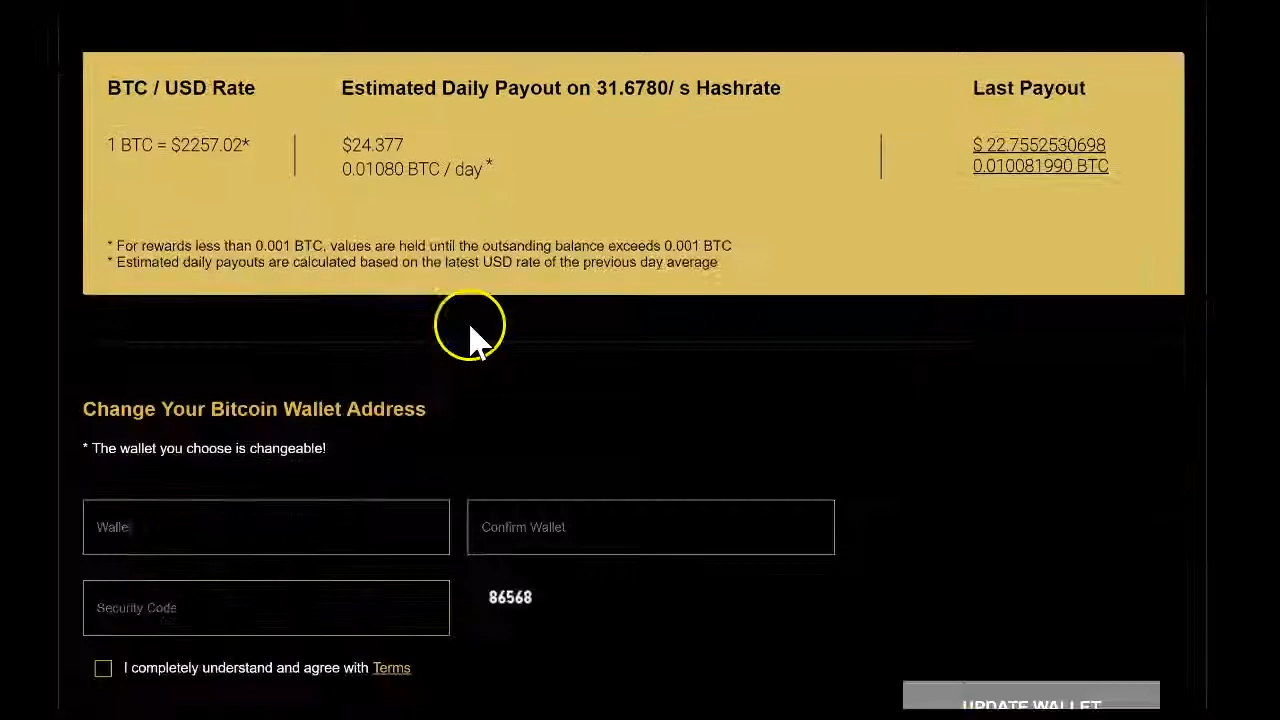 BTC / USD Rate
Estimated Daily Payout on 31.6780/ s Hashrate
Last Payout
1 BTC = $2257.02*
$24.377
0.01080 BTC / day *
$ 22.7552530698
0.010081990 BTC
* For rewards less than 0.001 BTC, values are held until the outsanding balance exceeds 0.001 BTC
* Estimated daily payouts are calculated based on the latest USD rate of the previous day average
Change Your Bitcoin Wallet Address
* The wallet you choose is changeable!
Walle
Confirm Wallet
Security Code
86568
I completely understand and agree with Terms
UPDATE WALLET